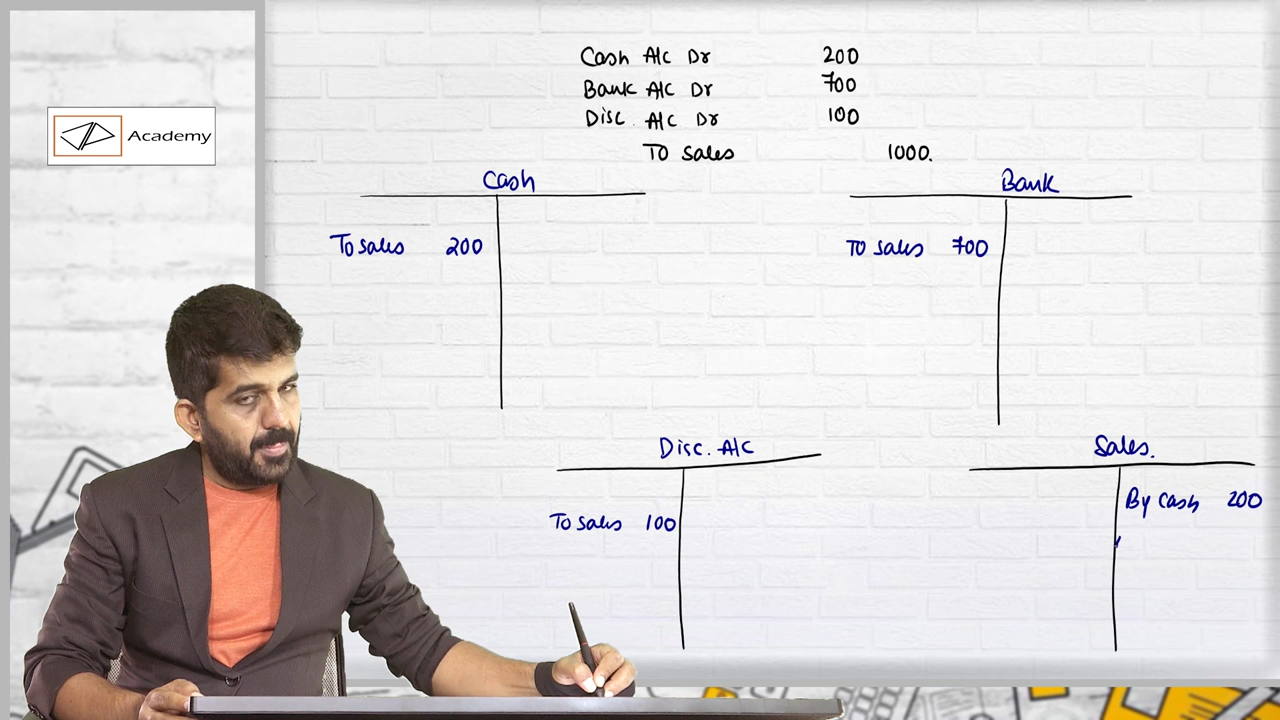 Academy
Cash A/c Dr 200
Bank A/c Dr 700
Disc. A/c Dr 100
To Sales 1000.
Cash
To Sales 200
Bank
To Sales 700
Disc. A/c
To Sales 100
Sales.
By Cash 200